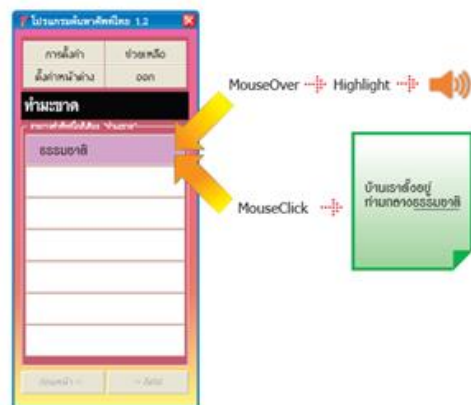 โปรแกรมค้นหาศัพท์ไทย 1.2
การตั้งค่า ช่วยเหลือ
ตั้งค่าหน้าต่าง ออก
ทำมะชาด
ธรรมชาติ
MouseOver Highlight
MouseClick
บ้านเราตั้งอยู่
ท่ามกลางธรรมชาติ